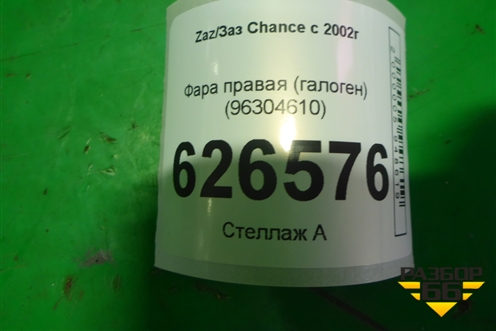 Zaz/Заз Chance с 2002г
Фара правая (галоген)
(96304610)
626576
Стеллаж А
РАЗБОР
66